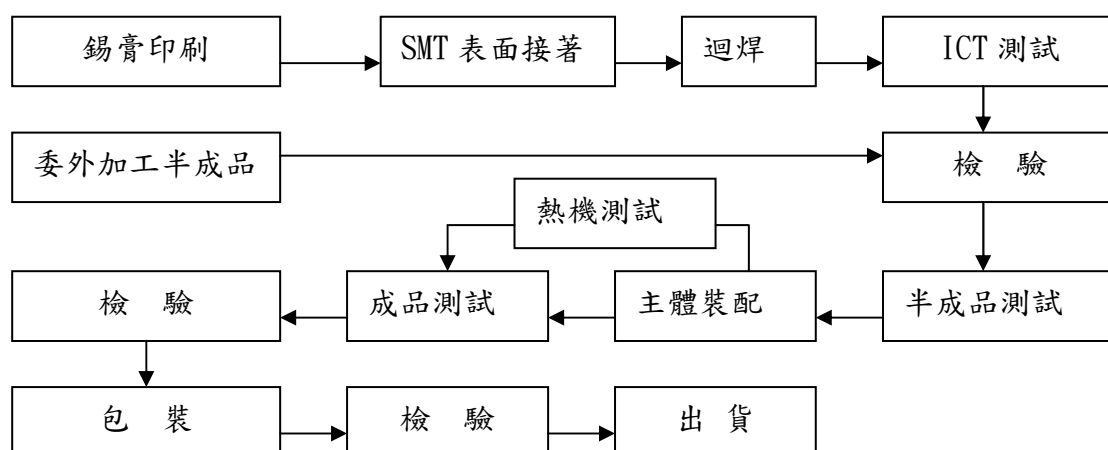 錫膏印刷
SMT 表面接著
迴焊
ICT 測試
委外加工半成品
檢 驗
熱機測試
檢 驗
成品測試
主體裝配
半成品測試
包 裝
檢 驗
出 貨